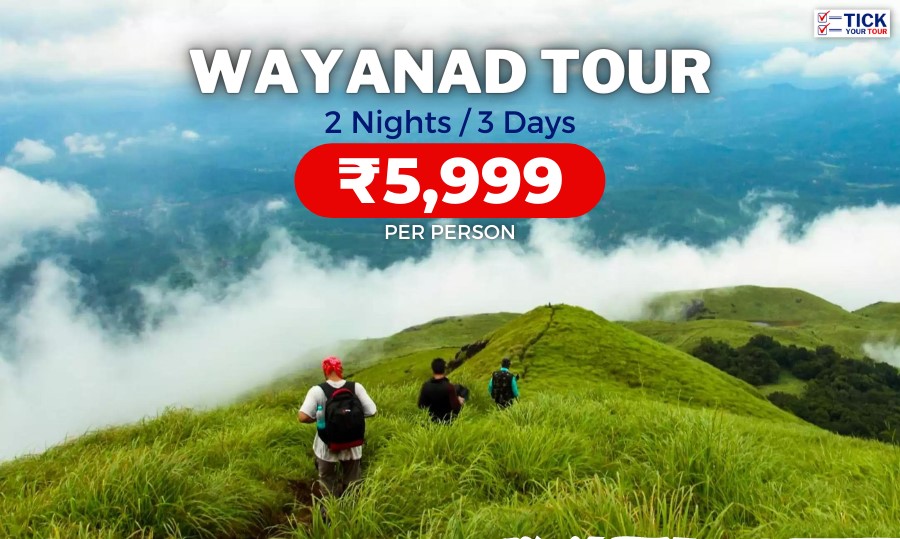 TICK
YOUR TOUR
WAYANAD TOUR
2 Nights / 3 Days
₹5,999
PER PERSON